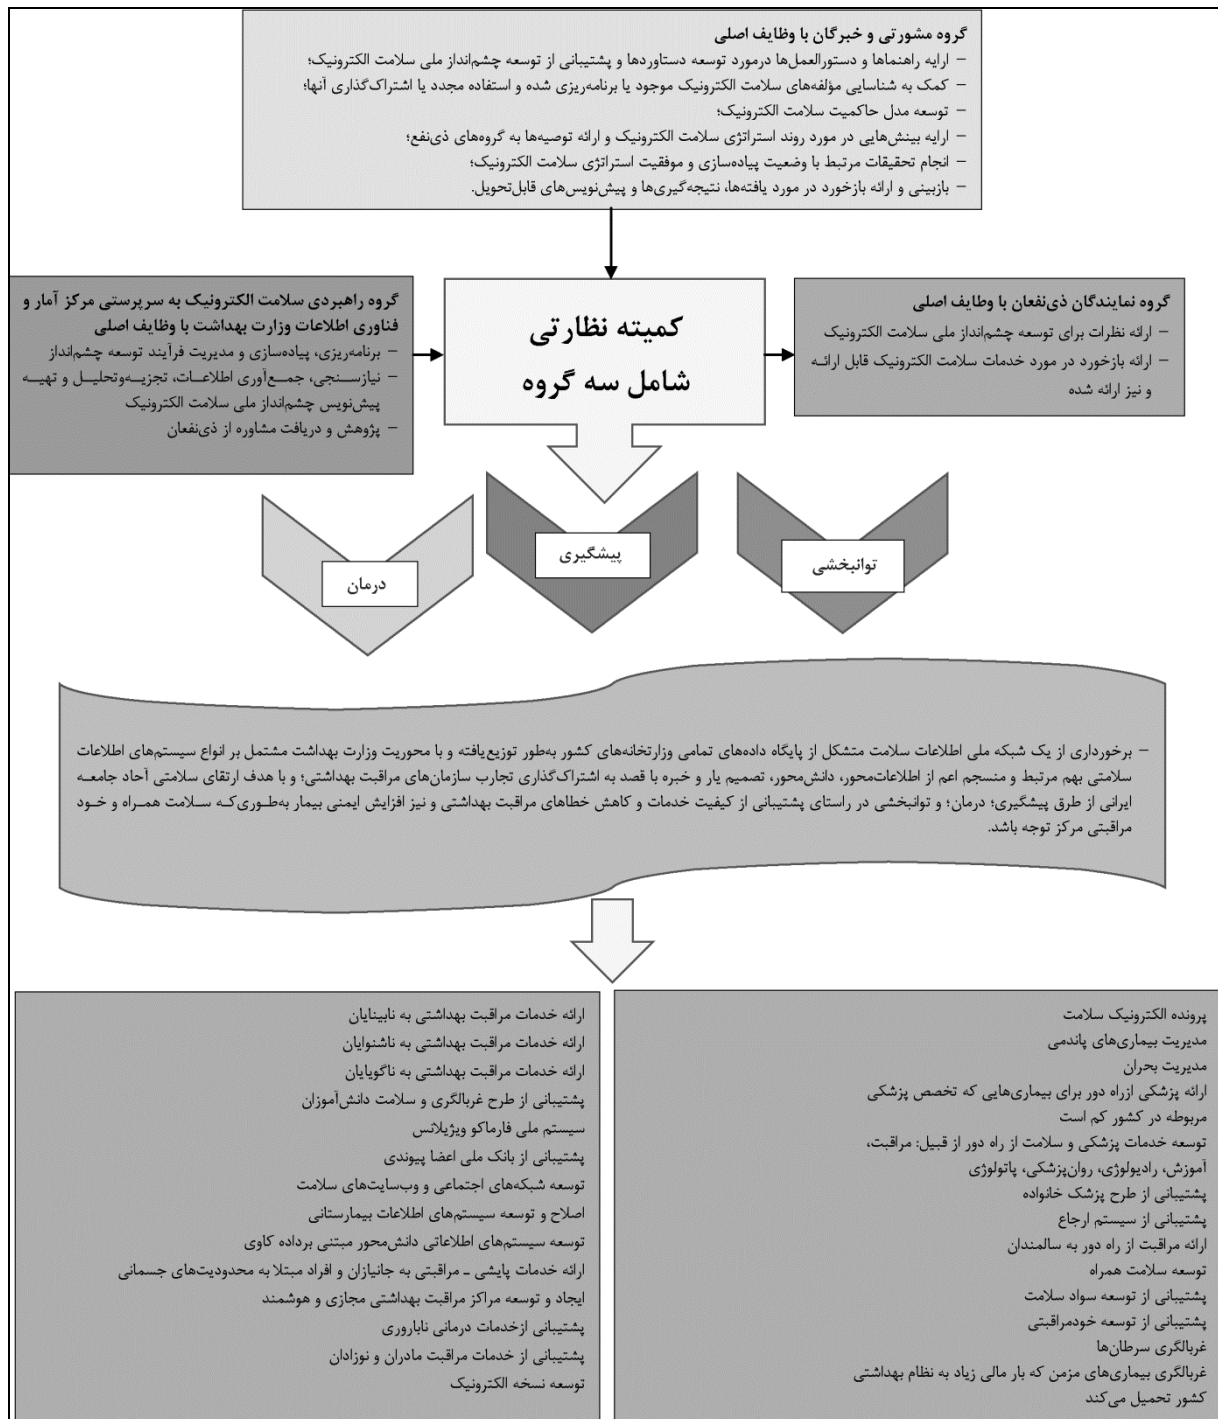 گروه مشورتی و خبرگان با وظایف اصلی
– ارایه راهنماها و دستورالعمل‌ها درمورد توسعه دستاوردها و پشتیبانی از توسعه چشم‌انداز ملی سلامت الکترونیک؛
– کمک به شناسایی مؤلفه‌های سلامت الکترونیک موجود یا برنامه‌ریزی شده و استفاده مجدد یا اشتراک‌گذاری آنها؛
– توسعه مدل حاکمیت سلامت الکترونیک؛
– ارایه بینش‌هایی در مورد روند استراتژی سلامت الکترونیک و ارائه توصیه‌ها به گروه‌های ذی‌نفع؛
– انجام تحقیقات مرتبط با وضعیت پیاده‌سازی و موفقیت استراتژی سلامت الکترونیک؛
– بازبینی و ارائه بازخورد در مورد یافته‌ها، نتیجه‌گیری‌ها و پیش‌نویس‌های قابل‌تحویل.
گروه نمایندگان ذی‌نفعان با وطایف اصلی
– ارائه نظرات برای توسعه چشم‌انداز ملی سلامت الکترونیک
– ارائه بازخورد در مورد خدمات سلامت الکترونیک قابل ارائـه
و نیز ارائه شده
کمیته نظارتی
شامل سه گروه
گروه راهبردی سلامت الکترونیک به سرپرستی مرکز آمار و
فناوری اطلاعات وزارت بهداشت با وظایف اصلی
– برنامه‌ریزی، پیاده‌سازی و مدیریت فرآیند توسعه چشم‌انداز
– نیازسـنجی، جمـع‌آوری اطلاعـات، تجزیـه‌وتحلیـل و تهیـه
پیش‌نویس چشم‌انداز ملی سلامت الکترونیک
– پژوهش و دریافت مشاوره از ذی‌نفعان
توانبخشی
پیشگیری
درمان
– برخورداری از یک شبکه ملی اطلاعات سلامت متشکل از پایگاه داده‌های تمامی وزارتخانه‌های کشور به‌طور توزیع‌یافته و با محوریت وزارت بهداشت مشتمل بر انواع سیستم‌های اطلاعات
سلامتی بهم مرتبط و منسجم اعم از اطلاعات‌محور، دانش‌محور، تصمیم یار و خبره با قصد به اشتراک‌گذاری تجارب سازمان‌های مراقبت بهداشتی؛ و با هدف ارتقای سلامتی آحاد جامعـه
ایرانی از طرق پیشگیری؛ درمان؛ و توانبخشی در راستای پشتیبانی از کیفیت خدمات و کاهش خطاهای مراقبت بهداشتی و نیز افزایش ایمنی بیمار به‌طوری‌کـه سـلامت همـراه و خـود
مراقبتی مرکز توجه باشد.
پرونده الکترونیک سلامت
مدیریت بیماری‌های پاندمی
مدیریت بحران
ارائه پزشکی ازراه دور برای بیماری‌هایی که تخصص پزشکی
مربوطه در کشور کم است
توسعه خدمات پزشکی و سلامت از راه دور از قبیل: مراقبت،
آموزش، رادیولوژی، روان‌پزشکی، پاتولوژی
پشتیبانی از طرح پزشک خانواده
پشتیبانی از سیستم ارجاع
ارائه مراقبت از راه دور به سالمندان
توسعه سلامت همراه
پشتیبانی از توسعه سواد سلامت
پشتیبانی از توسعه خودمراقبتی
غربالگری سرطان‌ها
غربالگری بیماری‌های مزمن که بار مالی زیاد به نظام بهداشتی
کشور تحمیل می‌کند
ارائه خدمات مراقبت بهداشتی به نابینایان
ارائه خدمات مراقبت بهداشتی به ناشنوایان
ارائه خدمات مراقبت بهداشتی به ناگویایان
پشتیبانی از طرح غربالگری و سلامت دانش‌آموزان
سیستم ملی فارماکو ویژیلانس
پشتیبانی از بانک ملی اعضا پیوندی
توسعه شبکه‌های اجتماعی و وب‌سایت‌های سلامت
اصلاح و توسعه سیستم‌های اطلاعات بیمارستانی
توسعه سیستم‌های اطلاعاتی دانش‌محور مبتنی برداده کاوی
ارائه خدمات پایشی ـ مراقبتی به جانبازان و افراد مبتلا به محدودیت‌های جسمانی
ایجاد و توسعه مراکز مراقبت بهداشتی مجازی و هوشمند
پشتیبانی ازخدمات درمانی ناباروری
پشتیبانی از خدمات مراقبت مادران و نوزادان
توسعه نسخه الکترونیک